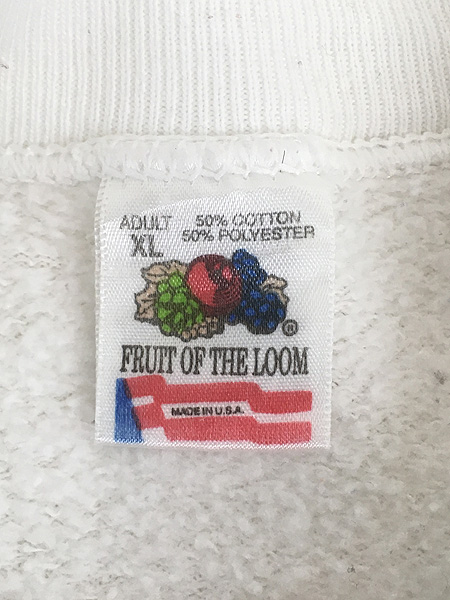 ADULT 50% COTTON
XL 50% POLYESTER
®
FRUIT OF THE LOOM
MADE IN U.S.A.